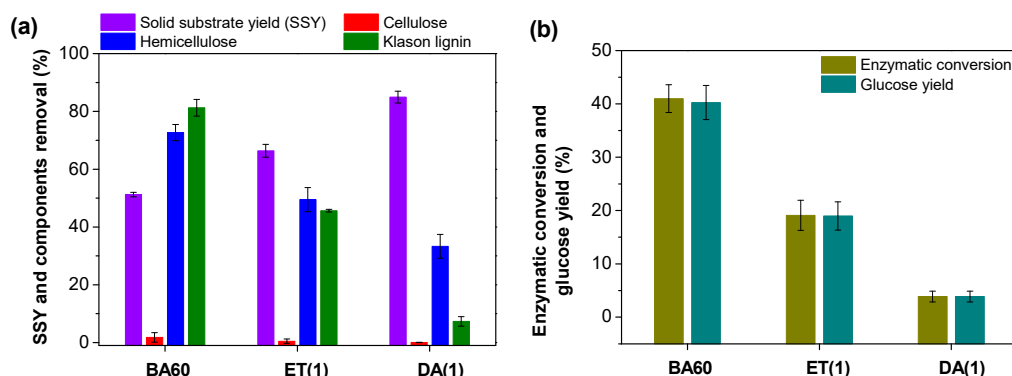 (a)
Solid substrate yield (SSY)
Cellulose
Hemicellulose
Klason lignin
SSY and components removal (%)
100
80
60
40
20
0
BA60
ET(1)
DA(1)
(b)
Enzymatic conversion
Glucose yield
Enzymatic conversion and
glucose yield (%)
50
40
30
20
10
0
BA60
ET(1)
DA(1)